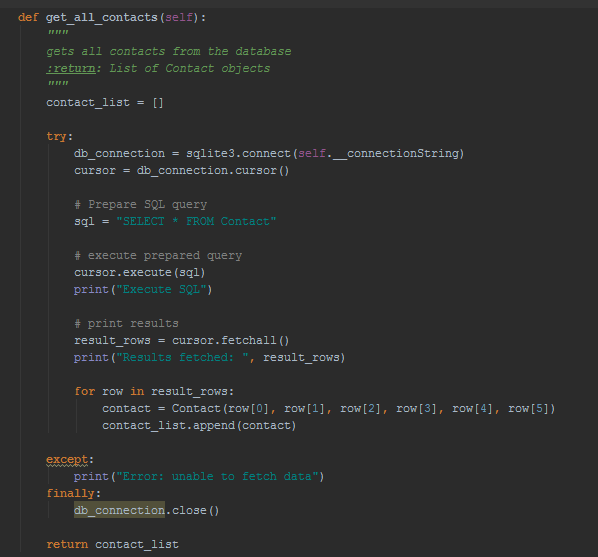 def get_all_contacts(self):
    """
    gets all contacts from the database
    :return: List of Contact objects
    """
    contact_list = []
    try:
        db_connection = sqlite3.connect(self.__connectionString)
        cursor = db_connection.cursor()
        # Prepare SQL query
        sql = "SELECT * FROM Contact"
        # execute prepared query
        cursor.execute(sql)
        print("Execute SQL")
        # print results
        result_rows = cursor.fetchall()
        print("Results fetched: ", result_rows)
        for row in result_rows:
            contact = Contact(row[0], row[1], row[2], row[3], row[4], row[5])
            contact_list.append(contact)
    except:
        print("Error: unable to fetch data")
    finally:
        db_connection.close()
    return contact_list